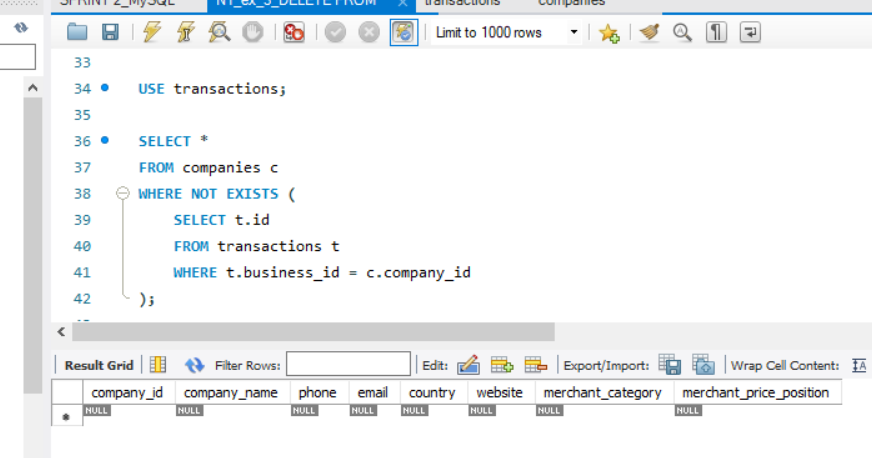 SPRINT 2_MySQL NT_ex_3_DELETE FROM x transactions companies
Limit to 1000 rows
33
34 USE transactions;
35
36 SELECT *
37 FROM companies c
38 WHERE NOT EXISTS (
39 SELECT t.id
40 FROM transactions t
41 WHERE t.business_id = c.company_id
42 );
Result Grid Filter Rows: Edit: Export/Import: Wrap Cell Content: IA
company_id company_name phone email country website merchant_category merchant_price_position
* NULL NULL NULL NULL NULL NULL NULL NULL